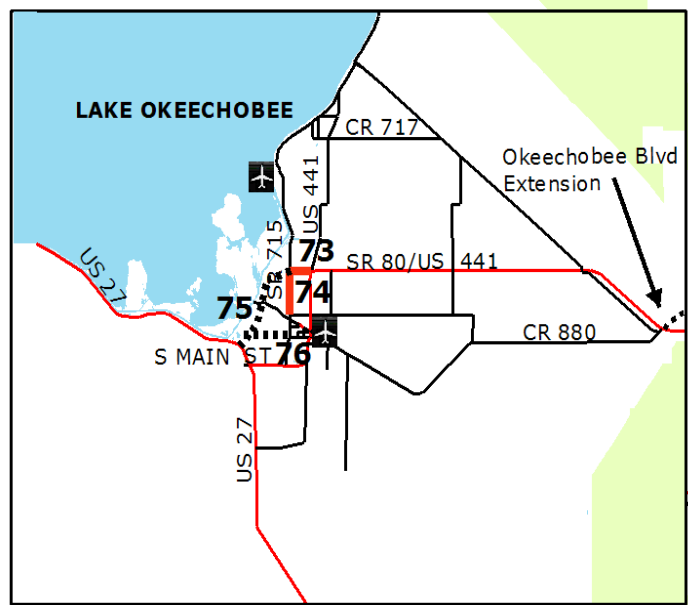 LAKE OKEECHOBEE
CR 717
Okeechobee Blvd
Extension
US 441
SR 715
73
SR 80/US 441
US 27
74
75
CR 880
S MAIN ST
76
US 27